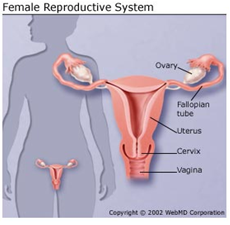 Female Reproductive System
Ovary
Fallopian
tube
Uterus
Cervix
Vagina
Copyright © 2002 WebMD Corporation